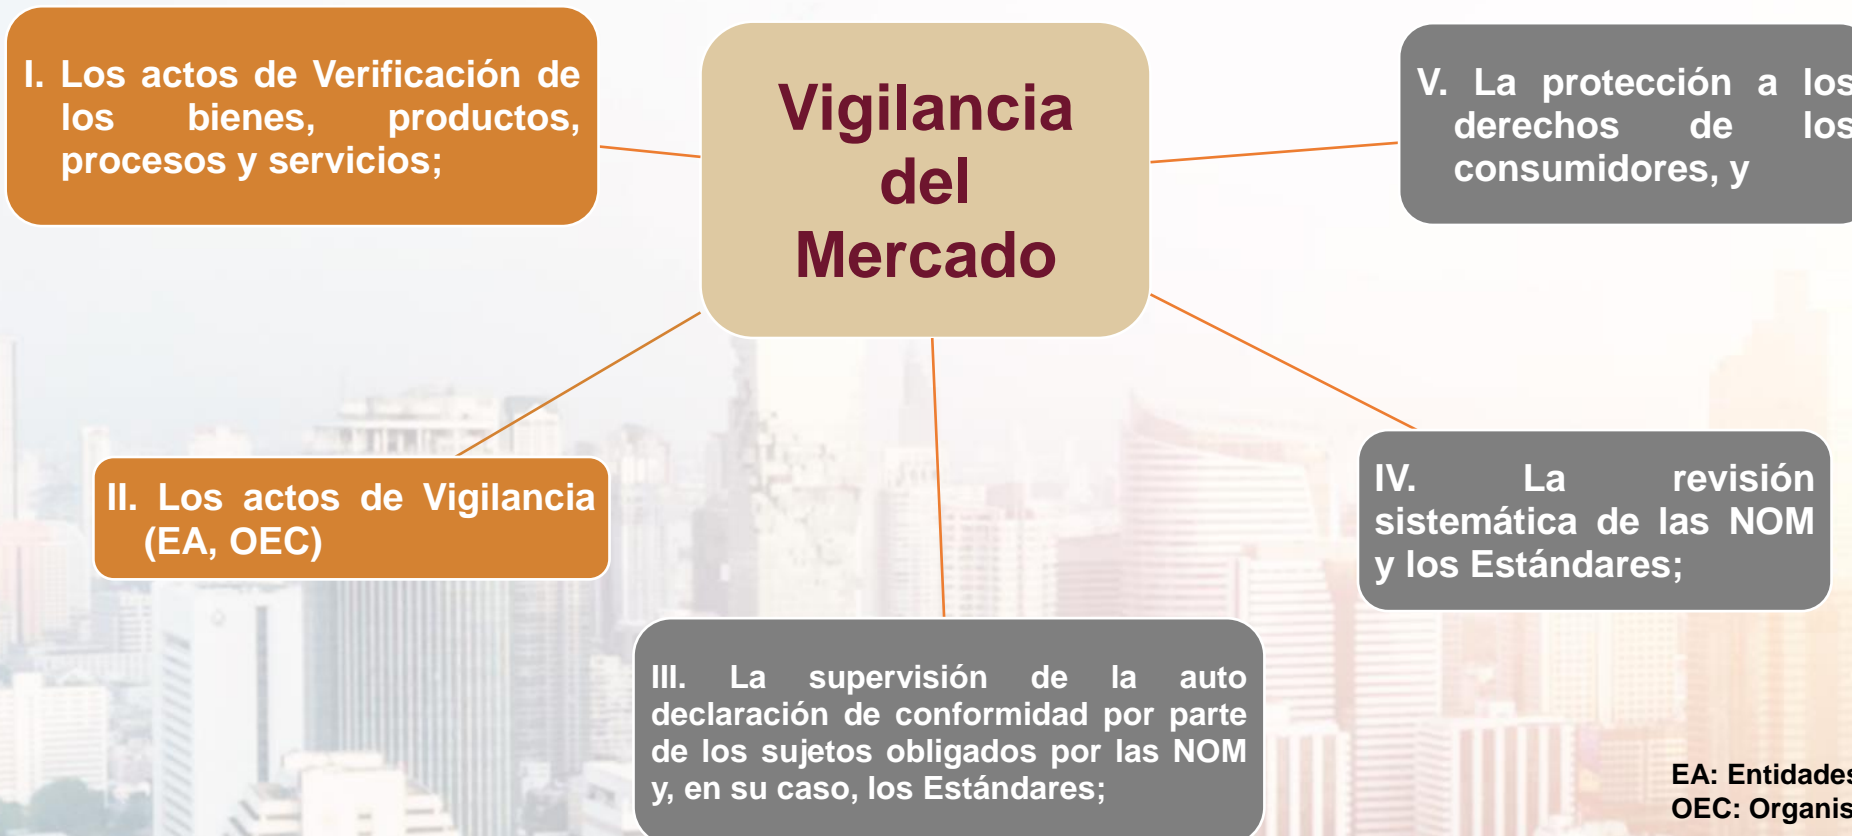 Vigilancia
del
Mercado
I. Los actos de Verificación de
los bienes, productos,
procesos y servicios;
II. Los actos de Vigilancia
(EA, OEC)
III. La supervisión de la auto
declaración de conformidad por parte
de los sujetos obligados por las NOM
y, en su caso, los Estándares;
IV. La revisión
sistemática de las NOM
y los Estándares;
V. La protección a los
derechos de los
consumidores, y
EA: Entidades
OEC: